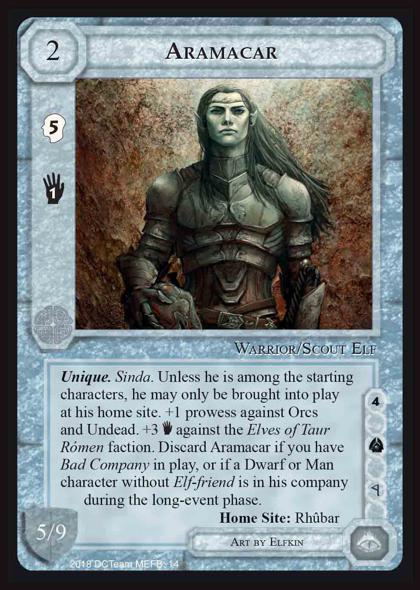 2
ARAMACAR
5
1
WARRIOR/SCOUT ELF
Unique. Sinda. Unless he is among the starting
characters, he may only be brought into play
at his home site. +1 prowess against Orcs
and Undead. +3 against the Elves of Taur
Rómen faction. Discard Aramacar if you have
Bad Company in play, or if a Dwarf or Man
character without Elf-friend is in his company
during the long-event phase.
Home Site: Rhûbar
4
5/9
ART BY ELFKIN
2018 DCTeam MEFB: 14